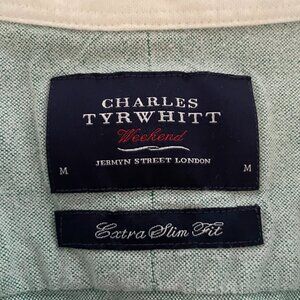 CHARLES
TYRWHITT
Weekend
JERMYN STREET LONDON
M M
Extra Slim Fit